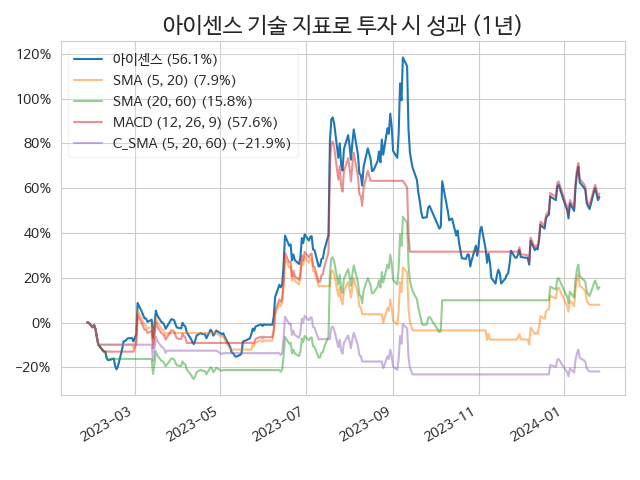 아이센스 기술 지표로 투자 시 성과 (1년)
120%
100%
80%
60%
40%
20%
0%
−20%
아이센스 (56.1%)
SMA (5, 20) (7.9%)
SMA (20, 60) (15.8%)
MACD (12, 26, 9) (57.6%)
C_SMA (5, 20, 60) (−21.9%)
2023−03
2023−05
2023−07
2023−09
2023−11
2024−01